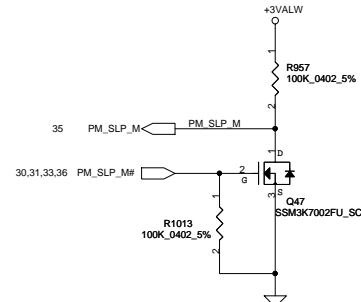 +3VALW
1
R957
100K_0402_5%
2
35 PM_SLP_M PM_SLP_M
1 D
30,31,33,36 PM_SLP_M# 2
G
3 S
Q47
SSM3K7002FU_SC
1
R1013
100K_0402_5%
2